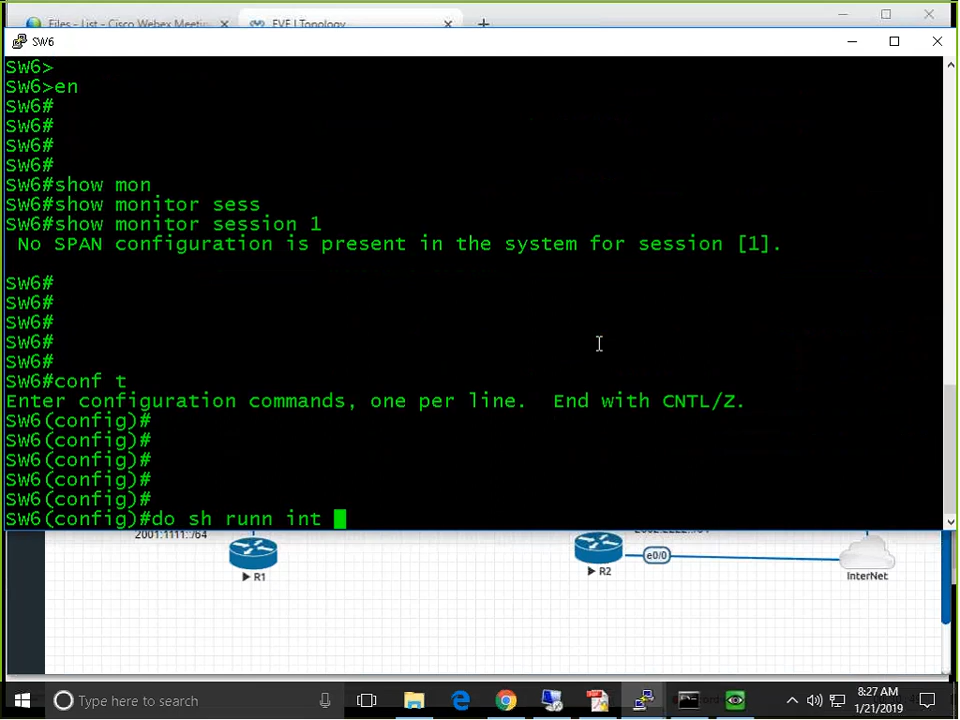 Files - List - Cisco Webex Meetin
EVE | Topology
SW6
SW6>
SW6>en
SW6#
SW6#
SW6#
SW6#
SW6#show mon
SW6#show monitor sess
SW6#show monitor session 1
No SPAN configuration is present in the system for session [1].
SW6#
SW6#
SW6#
SW6#
SW6#
SW6#conf t
Enter configuration commands, one per line.  End with CNTL/Z.
SW6(config)#
SW6(config)#
SW6(config)#
SW6(config)#
SW6(config)#
SW6(config)#do sh runn int
2001:1111::/64
R1
R2
e0/0
InterNet
Type here to search
8:27 AM
1/21/2019